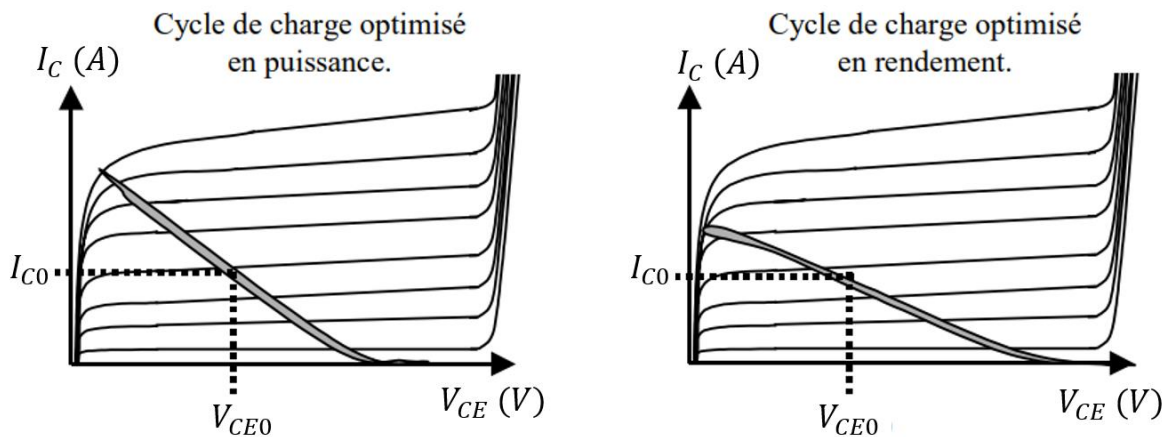 Cycle de charge optimisé
en puissance.
I_C (A)
I_C0
V_CE0
V_CE (V)
Cycle de charge optimisé
en rendement.
I_C (A)
I_C0
V_CE0
V_CE (V)